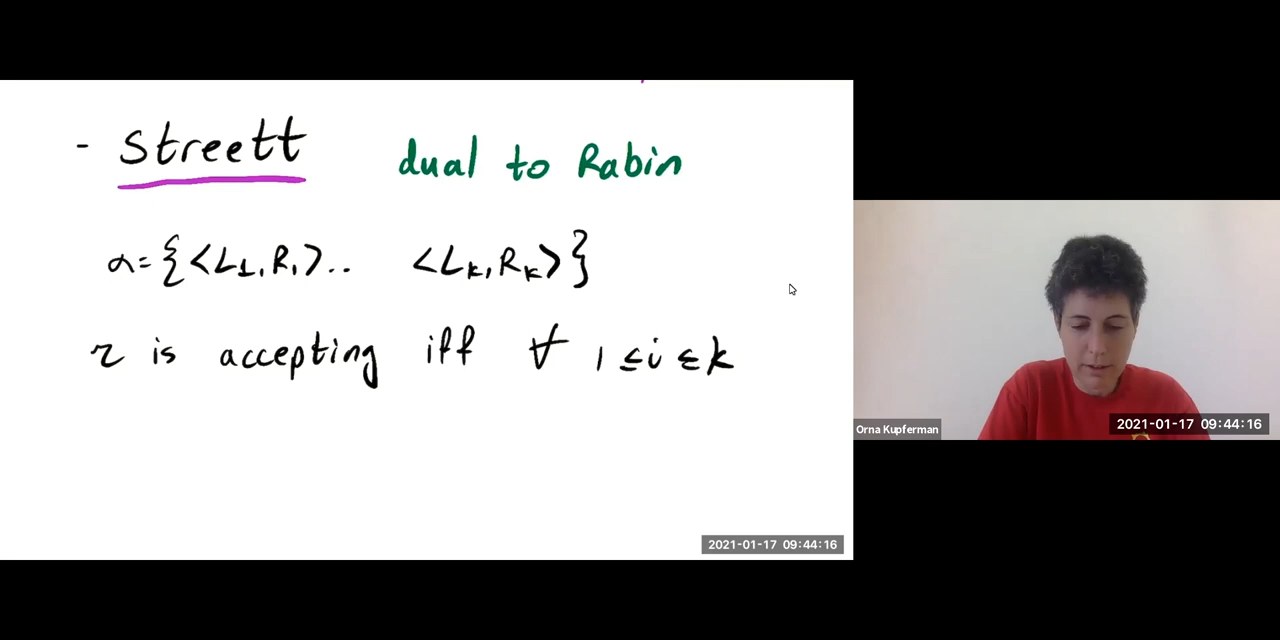 - Streett dual to Rabin
α={<L1,R1>.. <Lk,Rk>}
r is accepting iff ∀ 1≤i≤k
Orna Kupferman
2021-01-17 09:44:16
2021-01-17 09:44:16